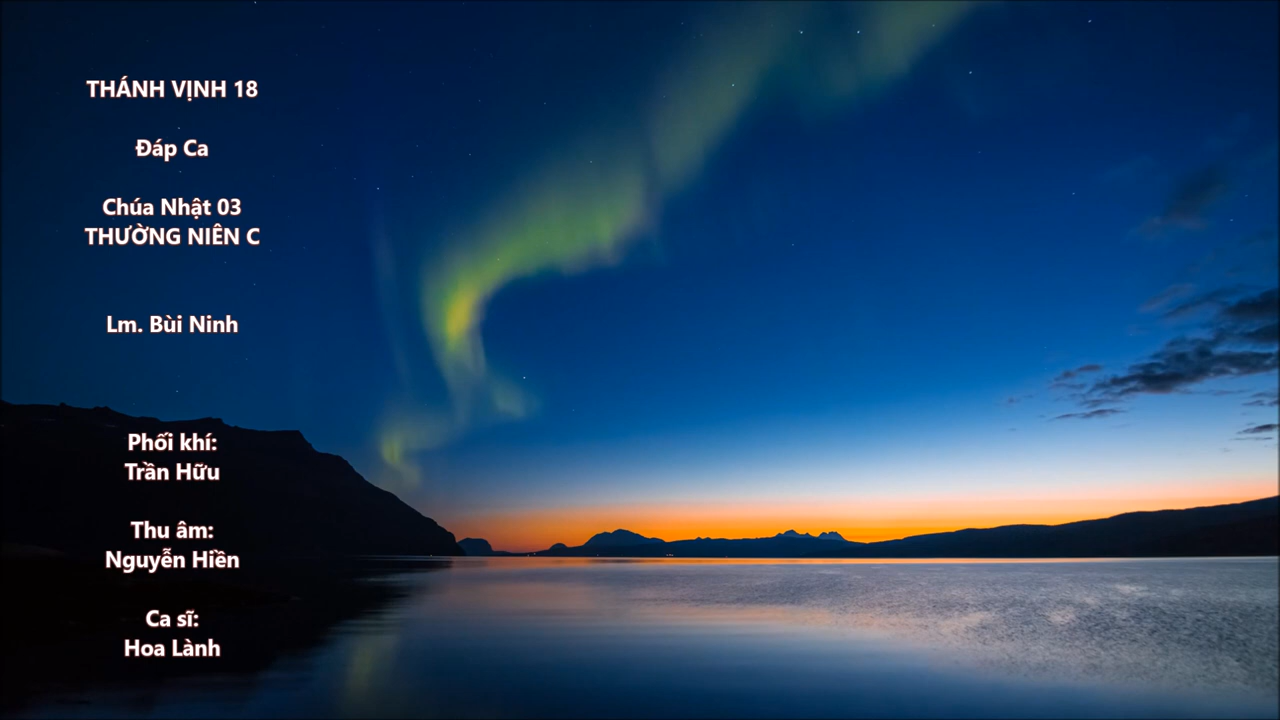 THÁNH VỊNH 18
Đáp Ca
Chúa Nhật 03
THƯỜNG NIÊN C
Lm. Bùi Ninh
Phối khí:
Trần Hữu
Thu âm:
Nguyễn Hiền
Ca sĩ:
Hoa Lành